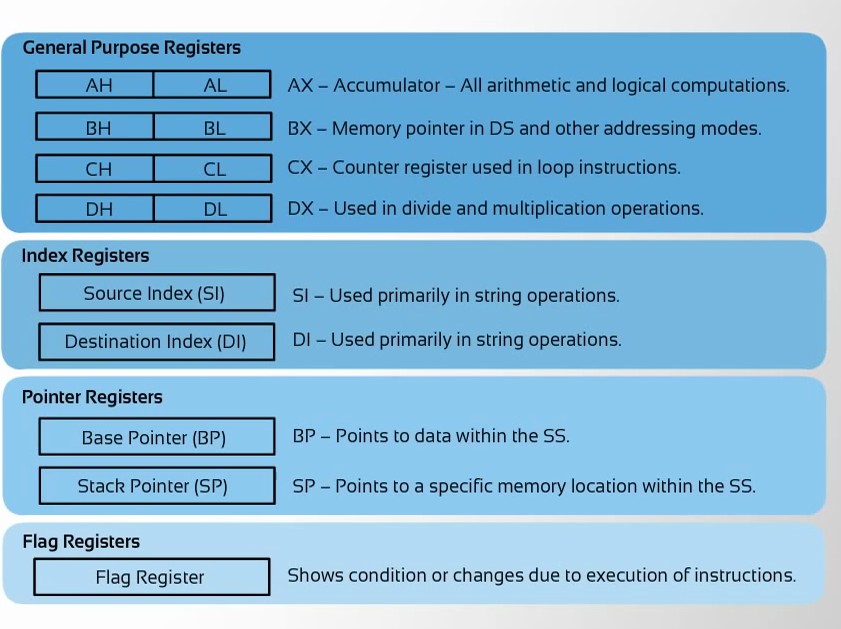 General Purpose Registers
AH AL AX – Accumulator – All arithmetic and logical computations.
BH BL BX – Memory pointer in DS and other addressing modes.
CH CL CX – Counter register used in loop instructions.
DH DL DX – Used in divide and multiplication operations.
Index Registers
Source Index (SI) SI – Used primarily in string operations.
Destination Index (DI) DI – Used primarily in string operations.
Pointer Registers
Base Pointer (BP) BP – Points to data within the SS.
Stack Pointer (SP) SP – Points to a specific memory location within the SS.
Flag Registers
Flag Register Shows condition or changes due to execution of instructions.